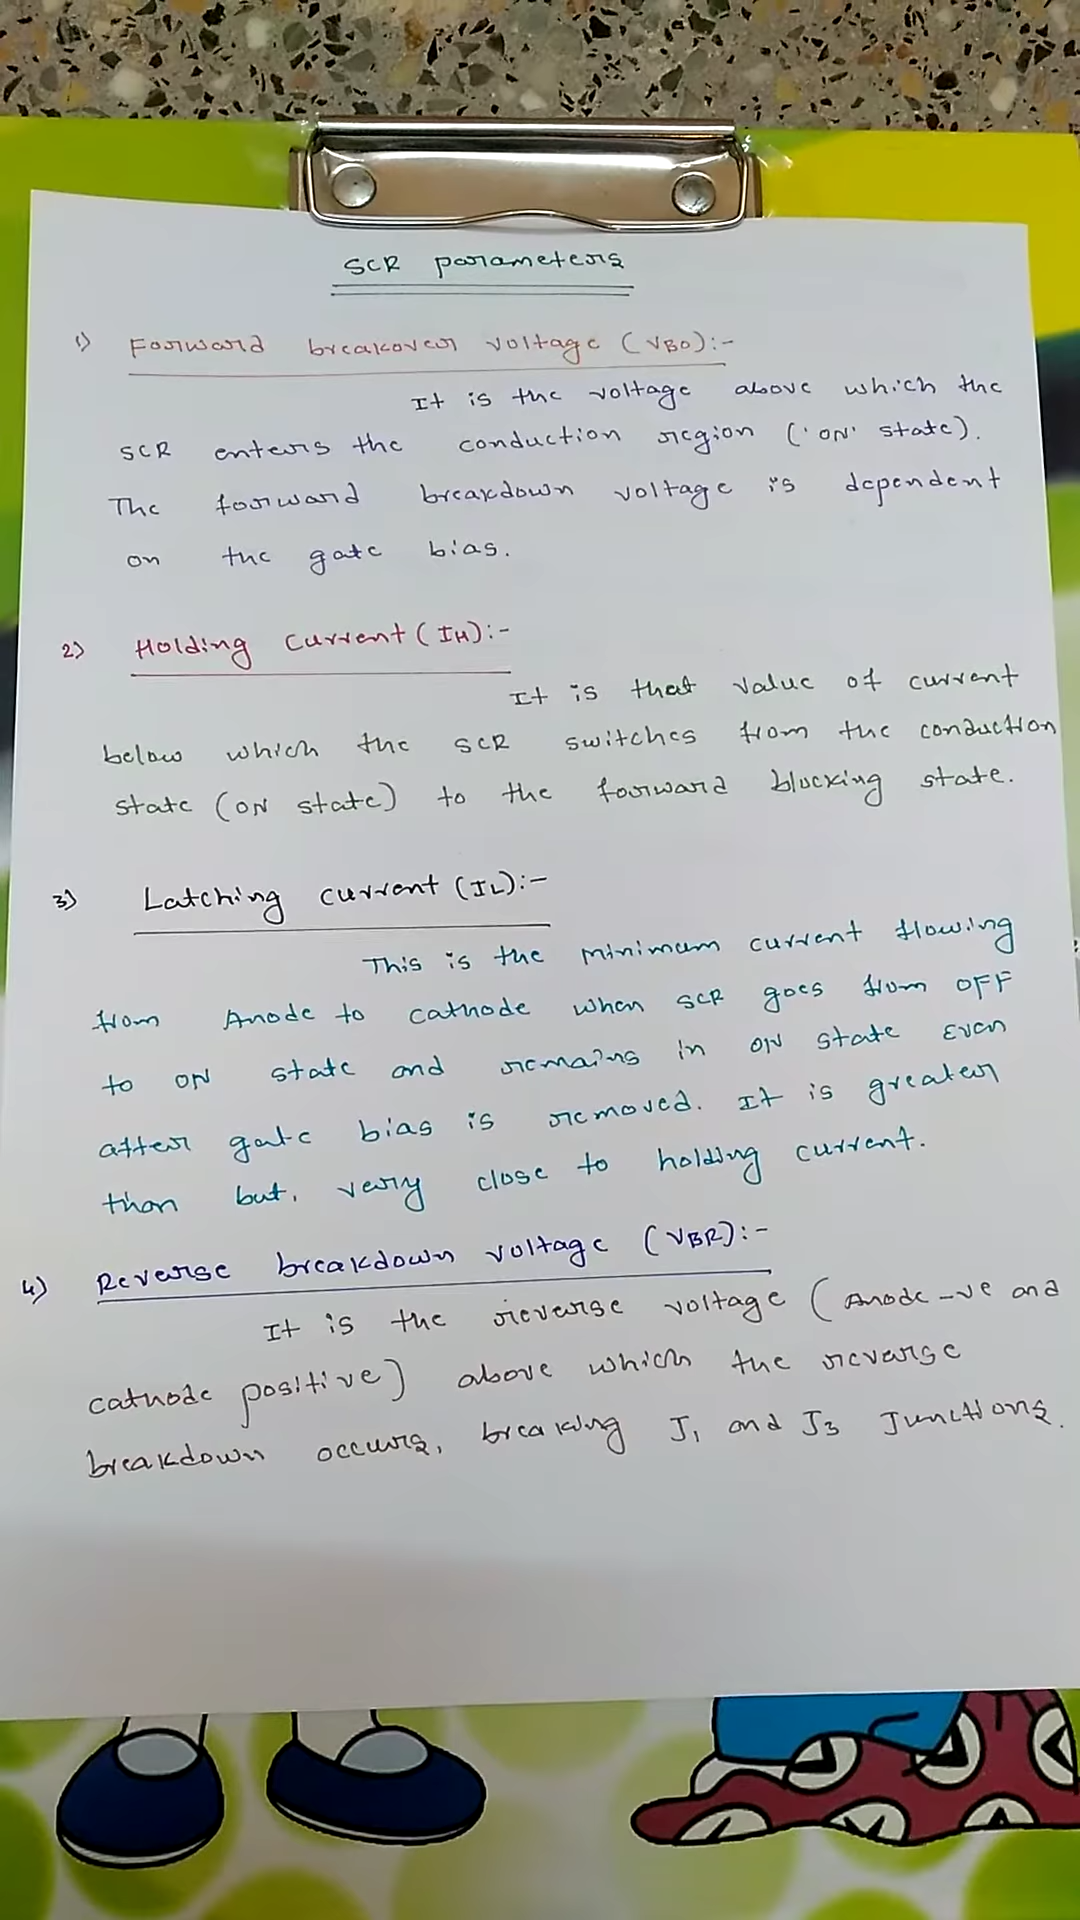 SCR parameters
1) Forward breakover voltage (VBO):-
It is the voltage above which the
SCR enters the conduction region ('ON' state).
The forward breakdown voltage is dependent
on the gate bias.
2) Holding current (IH):-
It is that value of current
below which the SCR switches from the conduction
state (ON state) to the forward blocking state.
3) Latching current (IL):-
This is the minimum current flowing
from Anode to cathode when SCR goes from OFF
to ON state and remains in ON state even
after gate bias is removed. It is greater
than but, very close to holding current.
4) Reverse breakdown voltage (VBR):-
It is the reverse voltage (Anode -ve and
cathode positive) above which the reverse
breakdown occurs, breaking J1 and J3 Junctions.